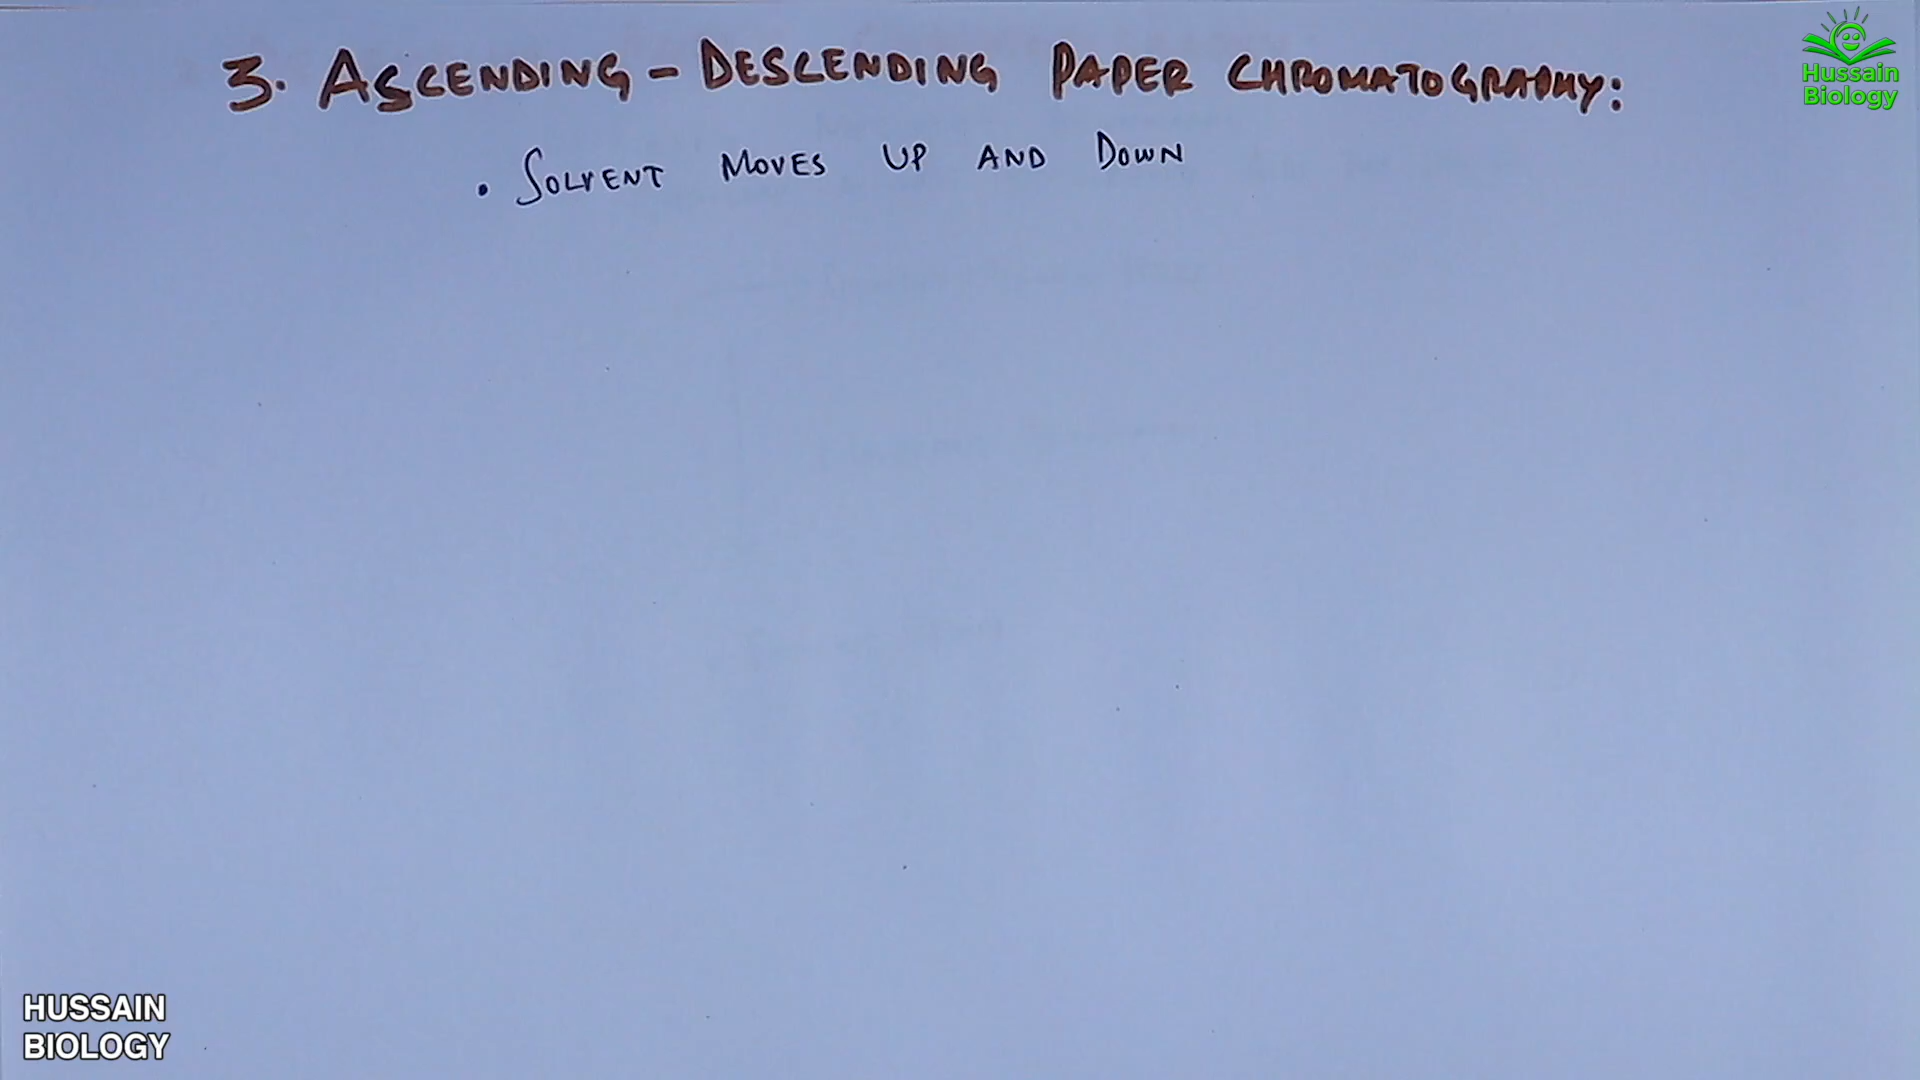 3. ASCENDING - DESCENDING PAPER CHROMATOGRAPHY:
• SOLVENT MOVES UP AND DOWN
Hussain
Biology
HUSSAIN
BIOLOGY